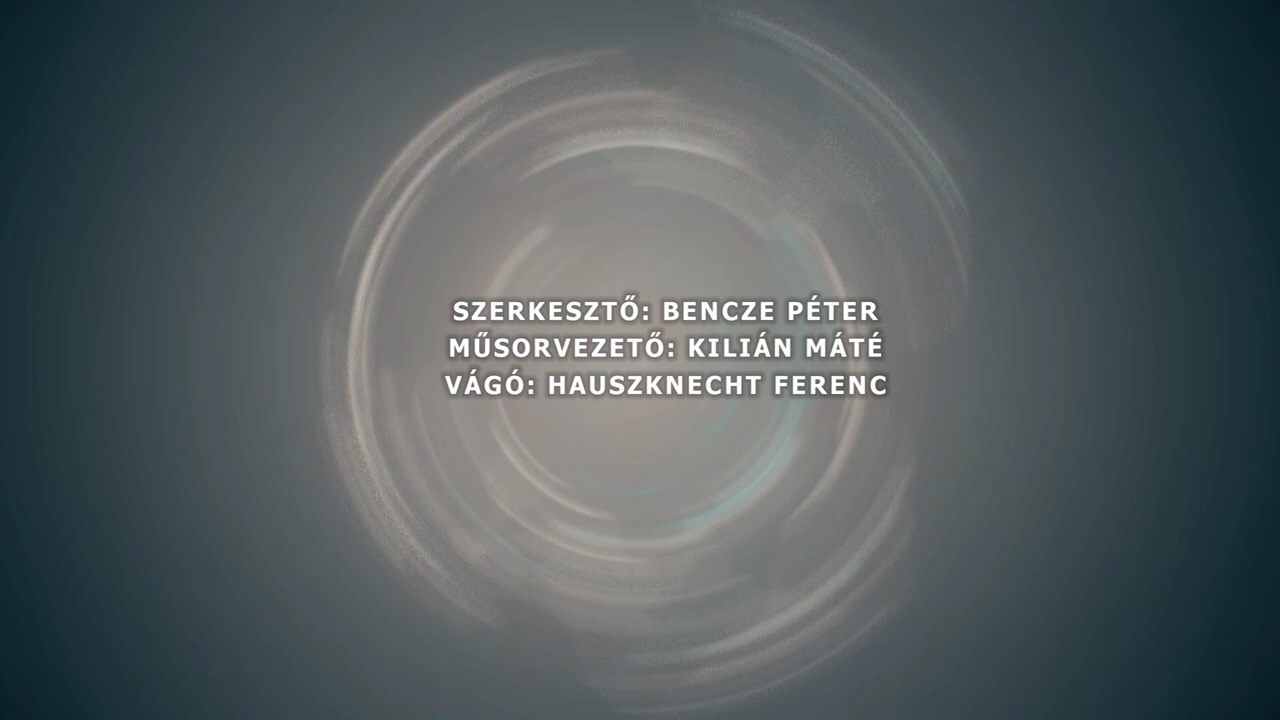 SZERKESZTŐ: BENCZE PÉTER
MŰSORVEZETŐ: KILIÁN MÁTÉ
VÁGÓ: HAUSZKNECHT FERENC